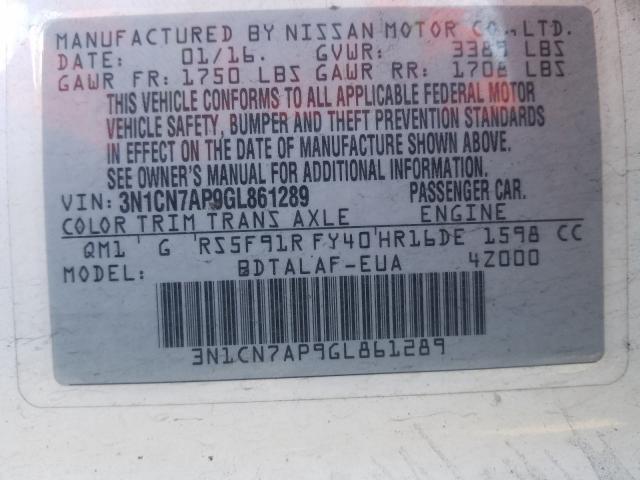 MANUFACTURED BY NISSAN MOTOR CO., LTD.
DATE: 01/16. GVWR: 3389 LBS
GAWR FR: 1750 LBS GAWR RR: 1708 LBS
THIS VEHICLE CONFORMS TO ALL APPLICABLE FEDERAL MOTOR
VEHICLE SAFETY, BUMPER AND THEFT PREVENTION STANDARDS
IN EFFECT ON THE DATE OF MANUFACTURE SHOWN ABOVE.
SEE OWNER'S MANUAL FOR ADDITIONAL INFORMATION.
VIN: 3N1CN7AP9GL861289 PASSENGER CAR.
COLOR TRIM TRANS AXLE ENGINE
QM1 G RS5F91R FY40 HR16DE 1598 CC
MODEL: BDTALAF-EUA 4Z000
3N1CN7AP9GL861289